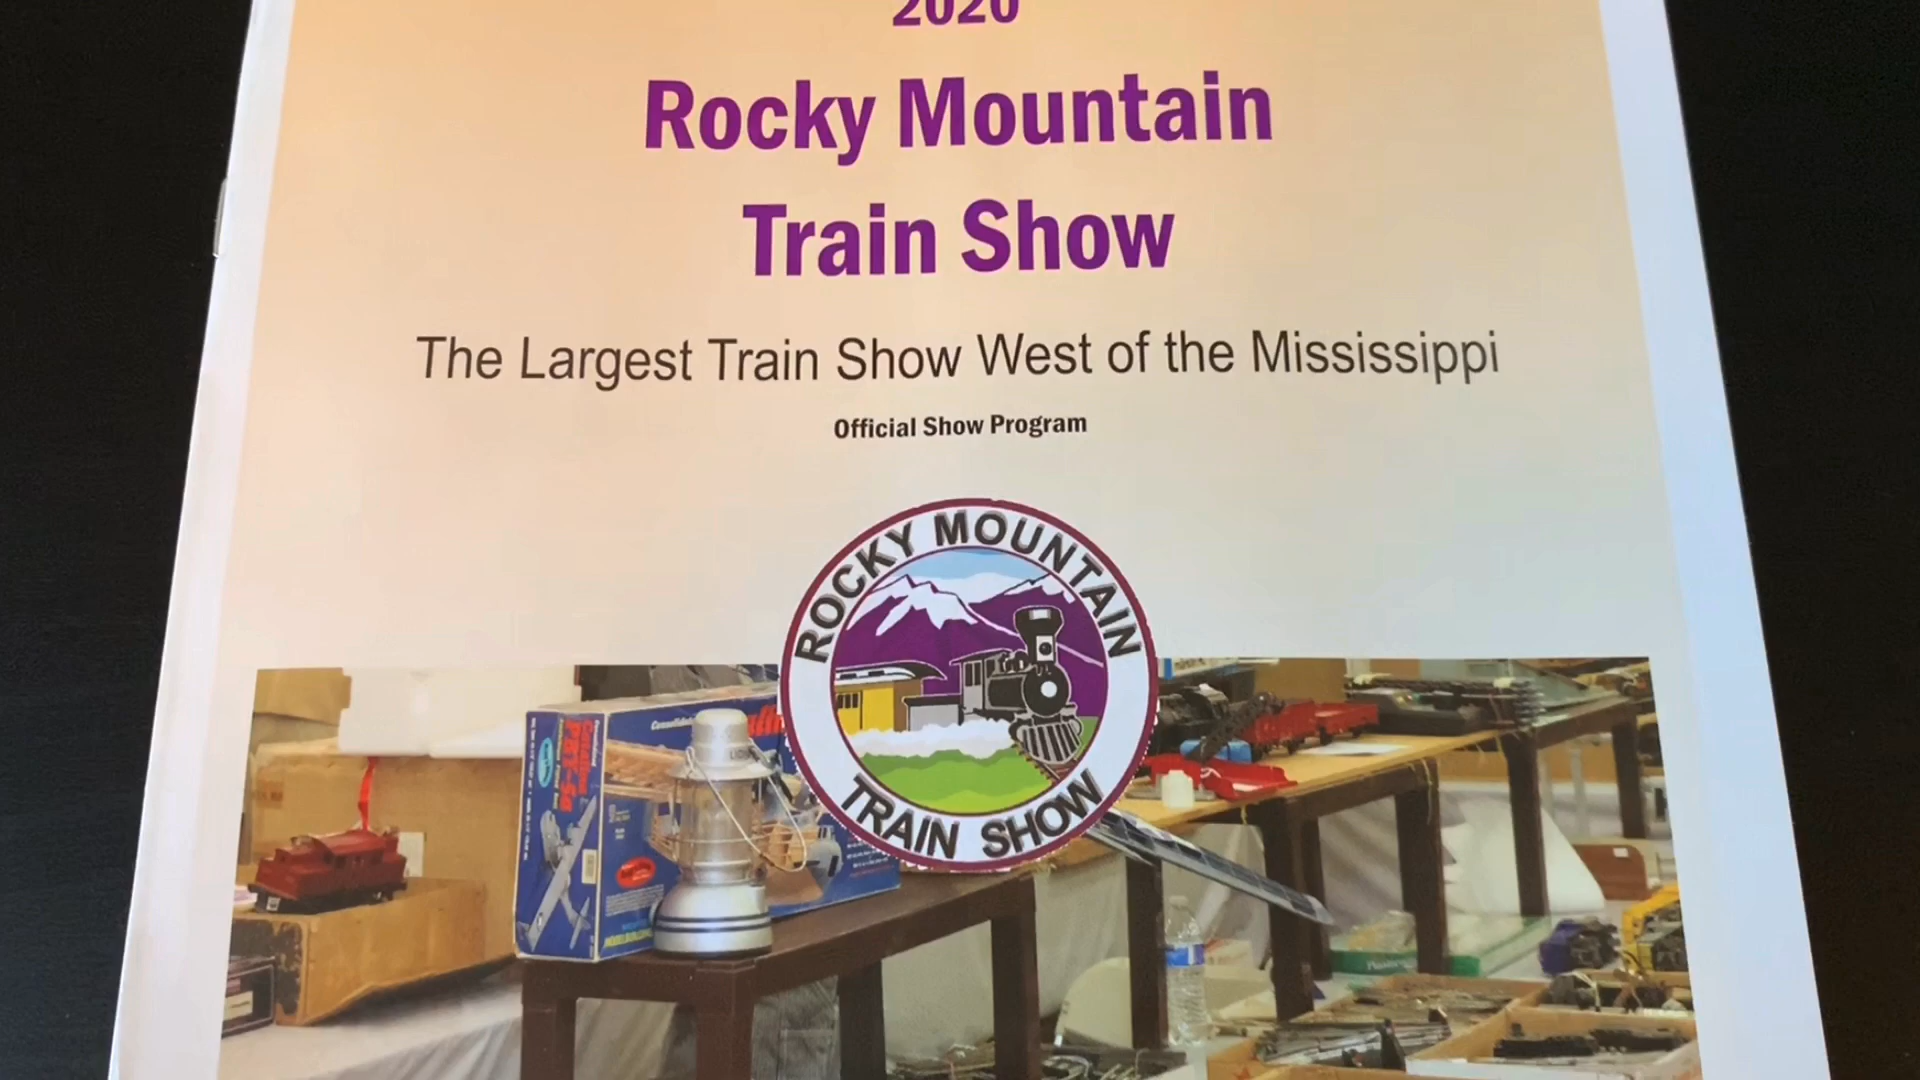 2020
Rocky Mountain
Train Show
The Largest Train Show West of the Mississippi
Official Show Program
ROCKY MOUNTAIN
TRAIN SHOW